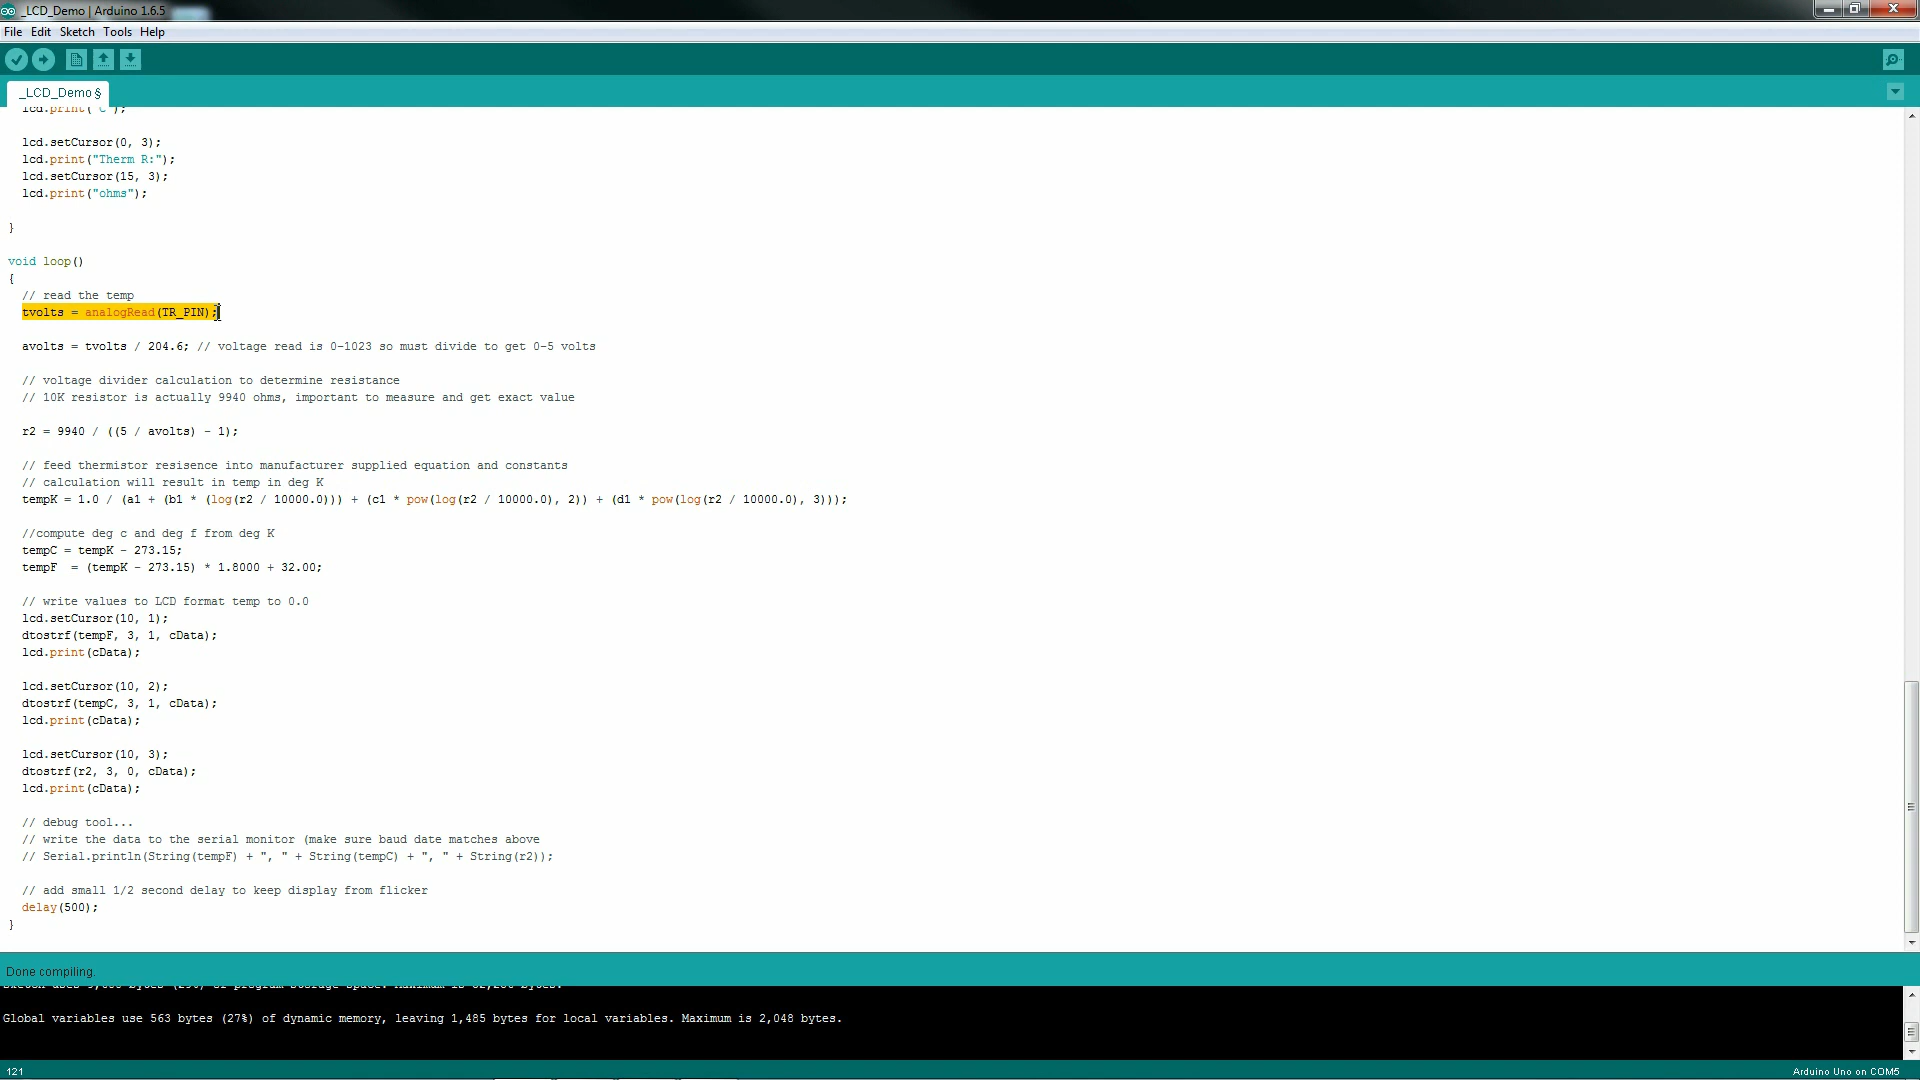 _LCD_Demo | Arduino 1.6.5
File Edit Sketch Tools Help
_LCD_Demo §
lcd.print("C");
lcd.setCursor(0, 3);
lcd.print("Therm R:");
lcd.setCursor(15, 3);
lcd.print("ohms");
}
void loop()
{
// read the temp
tvolts = analogRead(TR_PIN);
avolts = tvolts / 204.6; // voltage read is 0-1023 so must divide to get 0-5 volts
// voltage divider calculation to determine resistance
// 10K resistor is actually 9940 ohms, important to measure and get exact value
r2 = 9940 / ((5 / avolts) - 1);
// feed thermistor resisence into manufacturer supplied equation and constants
// calculation will result in temp in deg K
tempK = 1.0 / (a1 + (b1 * (log(r2 / 10000.0))) + (c1 * pow(log(r2 / 10000.0), 2)) + (d1 * pow(log(r2 / 10000.0), 3)));
//compute deg c and deg f from deg K
tempC = tempK - 273.15;
tempF  = (tempK - 273.15) * 1.8000 + 32.00;
// write values to LCD format temp to 0.0
lcd.setCursor(10, 1);
dtostrf(tempF, 3, 1, cData);
lcd.print(cData);
lcd.setCursor(10, 2);
dtostrf(tempC, 3, 1, cData);
lcd.print(cData);
lcd.setCursor(10, 3);
dtostrf(r2, 3, 0, cData);
lcd.print(cData);
// debug tool...
// write the data to the serial monitor (make sure baud date matches above
// Serial.println(String(tempF) + ", " + String(tempC) + ", " + String(r2));
// add small 1/2 second delay to keep display from flicker
delay(500);
}
Done compiling.
of program storage space. Maximum is bytes.
Global variables use 563 bytes (27%) of dynamic memory, leaving 1,485 bytes for local variables. Maximum is 2,048 bytes.
121
Arduino Uno on COM5